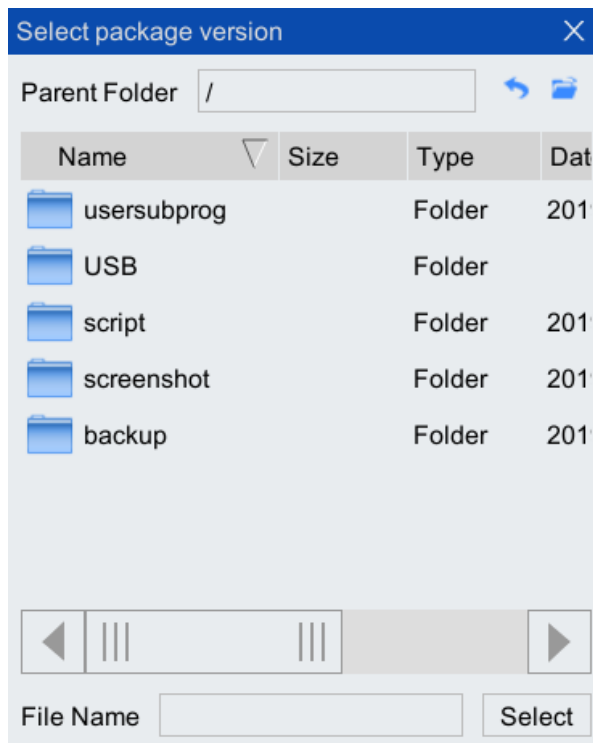 Select package version
Parent Folder /
Name Size Type Dat
usersubprog Folder 201
USB Folder
script Folder 201
screenshot Folder 201
backup Folder 201
File Name Select